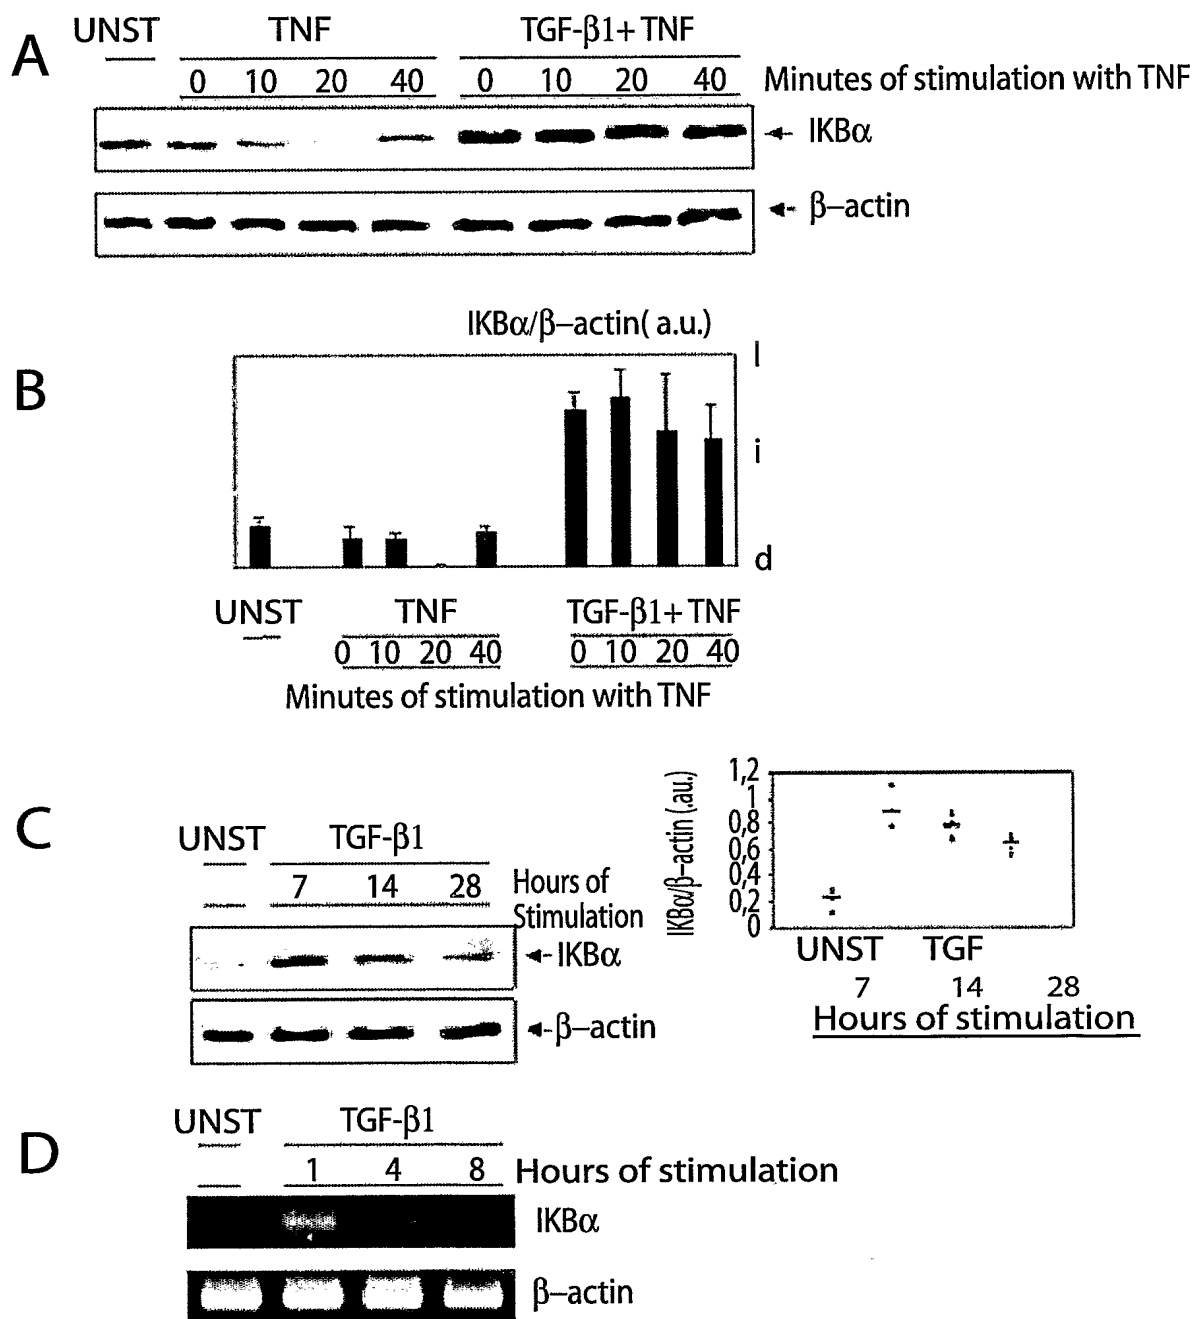 A
UNST TNF TGF-β1+ TNF
0 10 20 40 0 10 20 40 Minutes of stimulation with TNF
IKBα
β–actin
B
IKBα/β–actin( a.u.)
l
i
d
UNST TNF TGF-β1+ TNF
0 10 20 40 0 10 20 40
Minutes of stimulation with TNF
C
UNST TGF-β1
7 14 28 Hours of
Stimulation
IKBα
β–actin
IKBα/β–actin (.au.)
1,2
1
0,8
0,6
0,4
0,2
0
UNST TGF
7 14 28
Hours of stimulation
D
UNST TGF-β1
1 4 8 Hours of stimulation
IKBα
β–actin